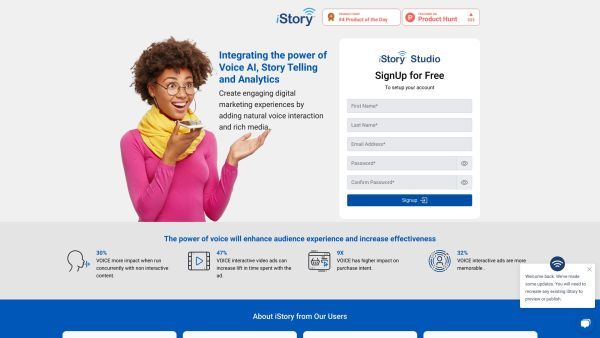 iStory
PRODUCT HUNT
#4 Product of the Day
FEATURED ON
Product Hunt
Integrating the power of
Voice AI, Story Telling
and Analytics
Create engaging digital
marketing experiences by
adding natural voice interaction
and rich media.
iStory Studio
SignUp for Free
To setup your account
First Name*
Last Name*
Email Address*
Password*
Confirm Password*
Signup
The power of voice will enhance audience experience and increase effectiveness
30%
VOICE more impact when run
concurrently with non interactive
content.
47%
VOICE interactive video ads can
increase lift in time spent with the
ad.
9X
VOICE has higher impact on
purchase intent.
32%
VOICE interactive ads are more
memorable.
Welcome back. We've made
some updates. You will need to
recreate any existing iStory to
preview or publish.
About iStory from Our Users